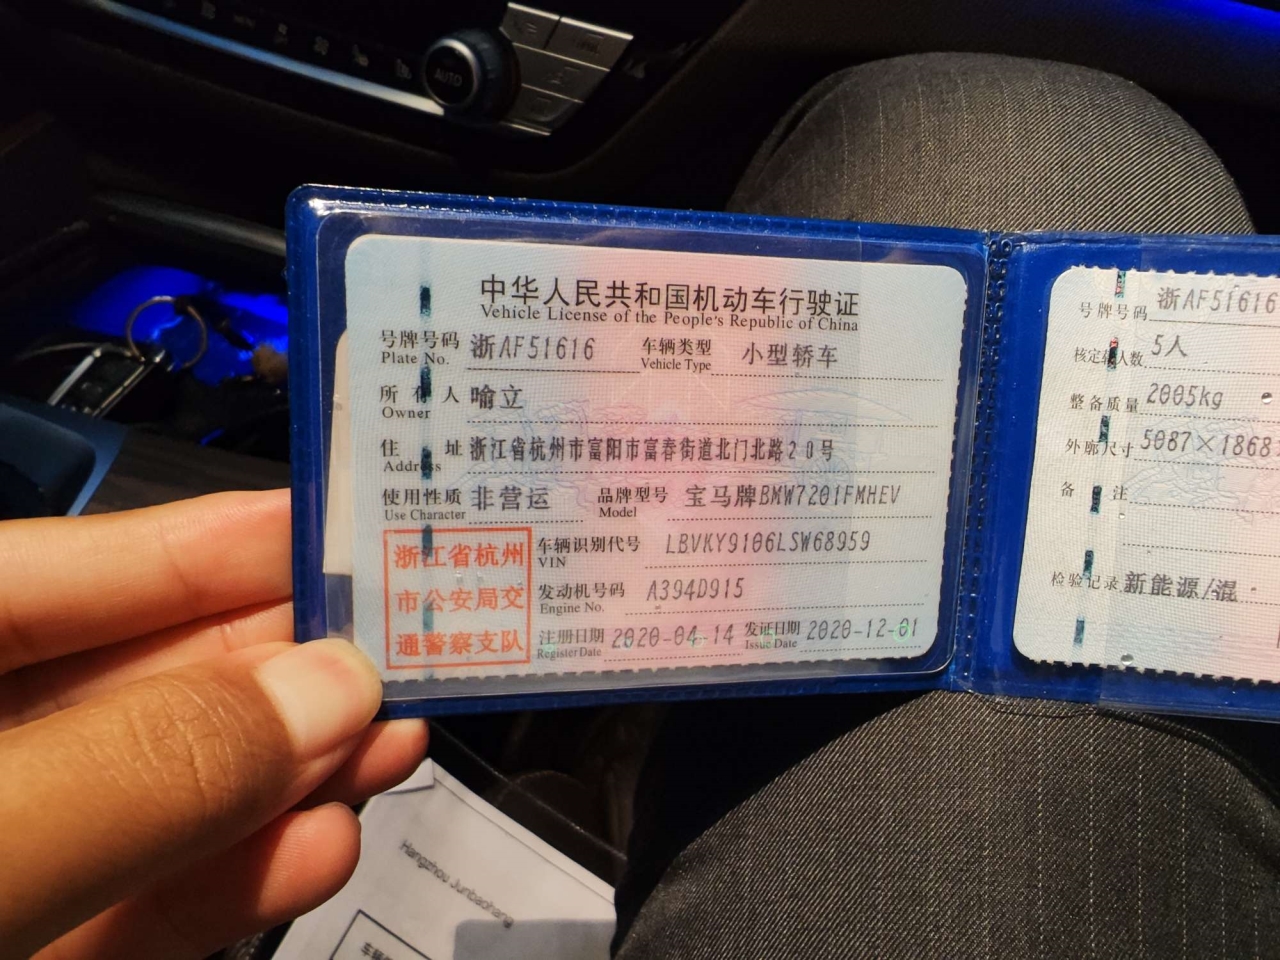 AUTO
中华人民共和国机动车行驶证
Vehicle License of the People's Republic of China
号牌号码 浙AF51616 车辆类型 小型轿车
Plate No. Vehicle Type
所有人 喻立
Owner
住址 浙江省杭州市富阳市富春街道北门北路20号
Address
使用性质 非营运 品牌型号 宝马牌BMW7201FMHEV
Use Character Model
浙江省杭州
市公安局交
通警察支队
车辆识别代号 LBVKY9106LSW68959
VIN
发动机号码 A394D915
Engine No.
注册日期 2020-04-14 发证日期 2020-12-01
Register Date Issue Date
号牌号码 浙AF51616
核定载人数 5人
整备质量 2005kg
外廓尺寸 5087×1868
备注
检验记录 新能源/混
Hangzhou Junbaohang